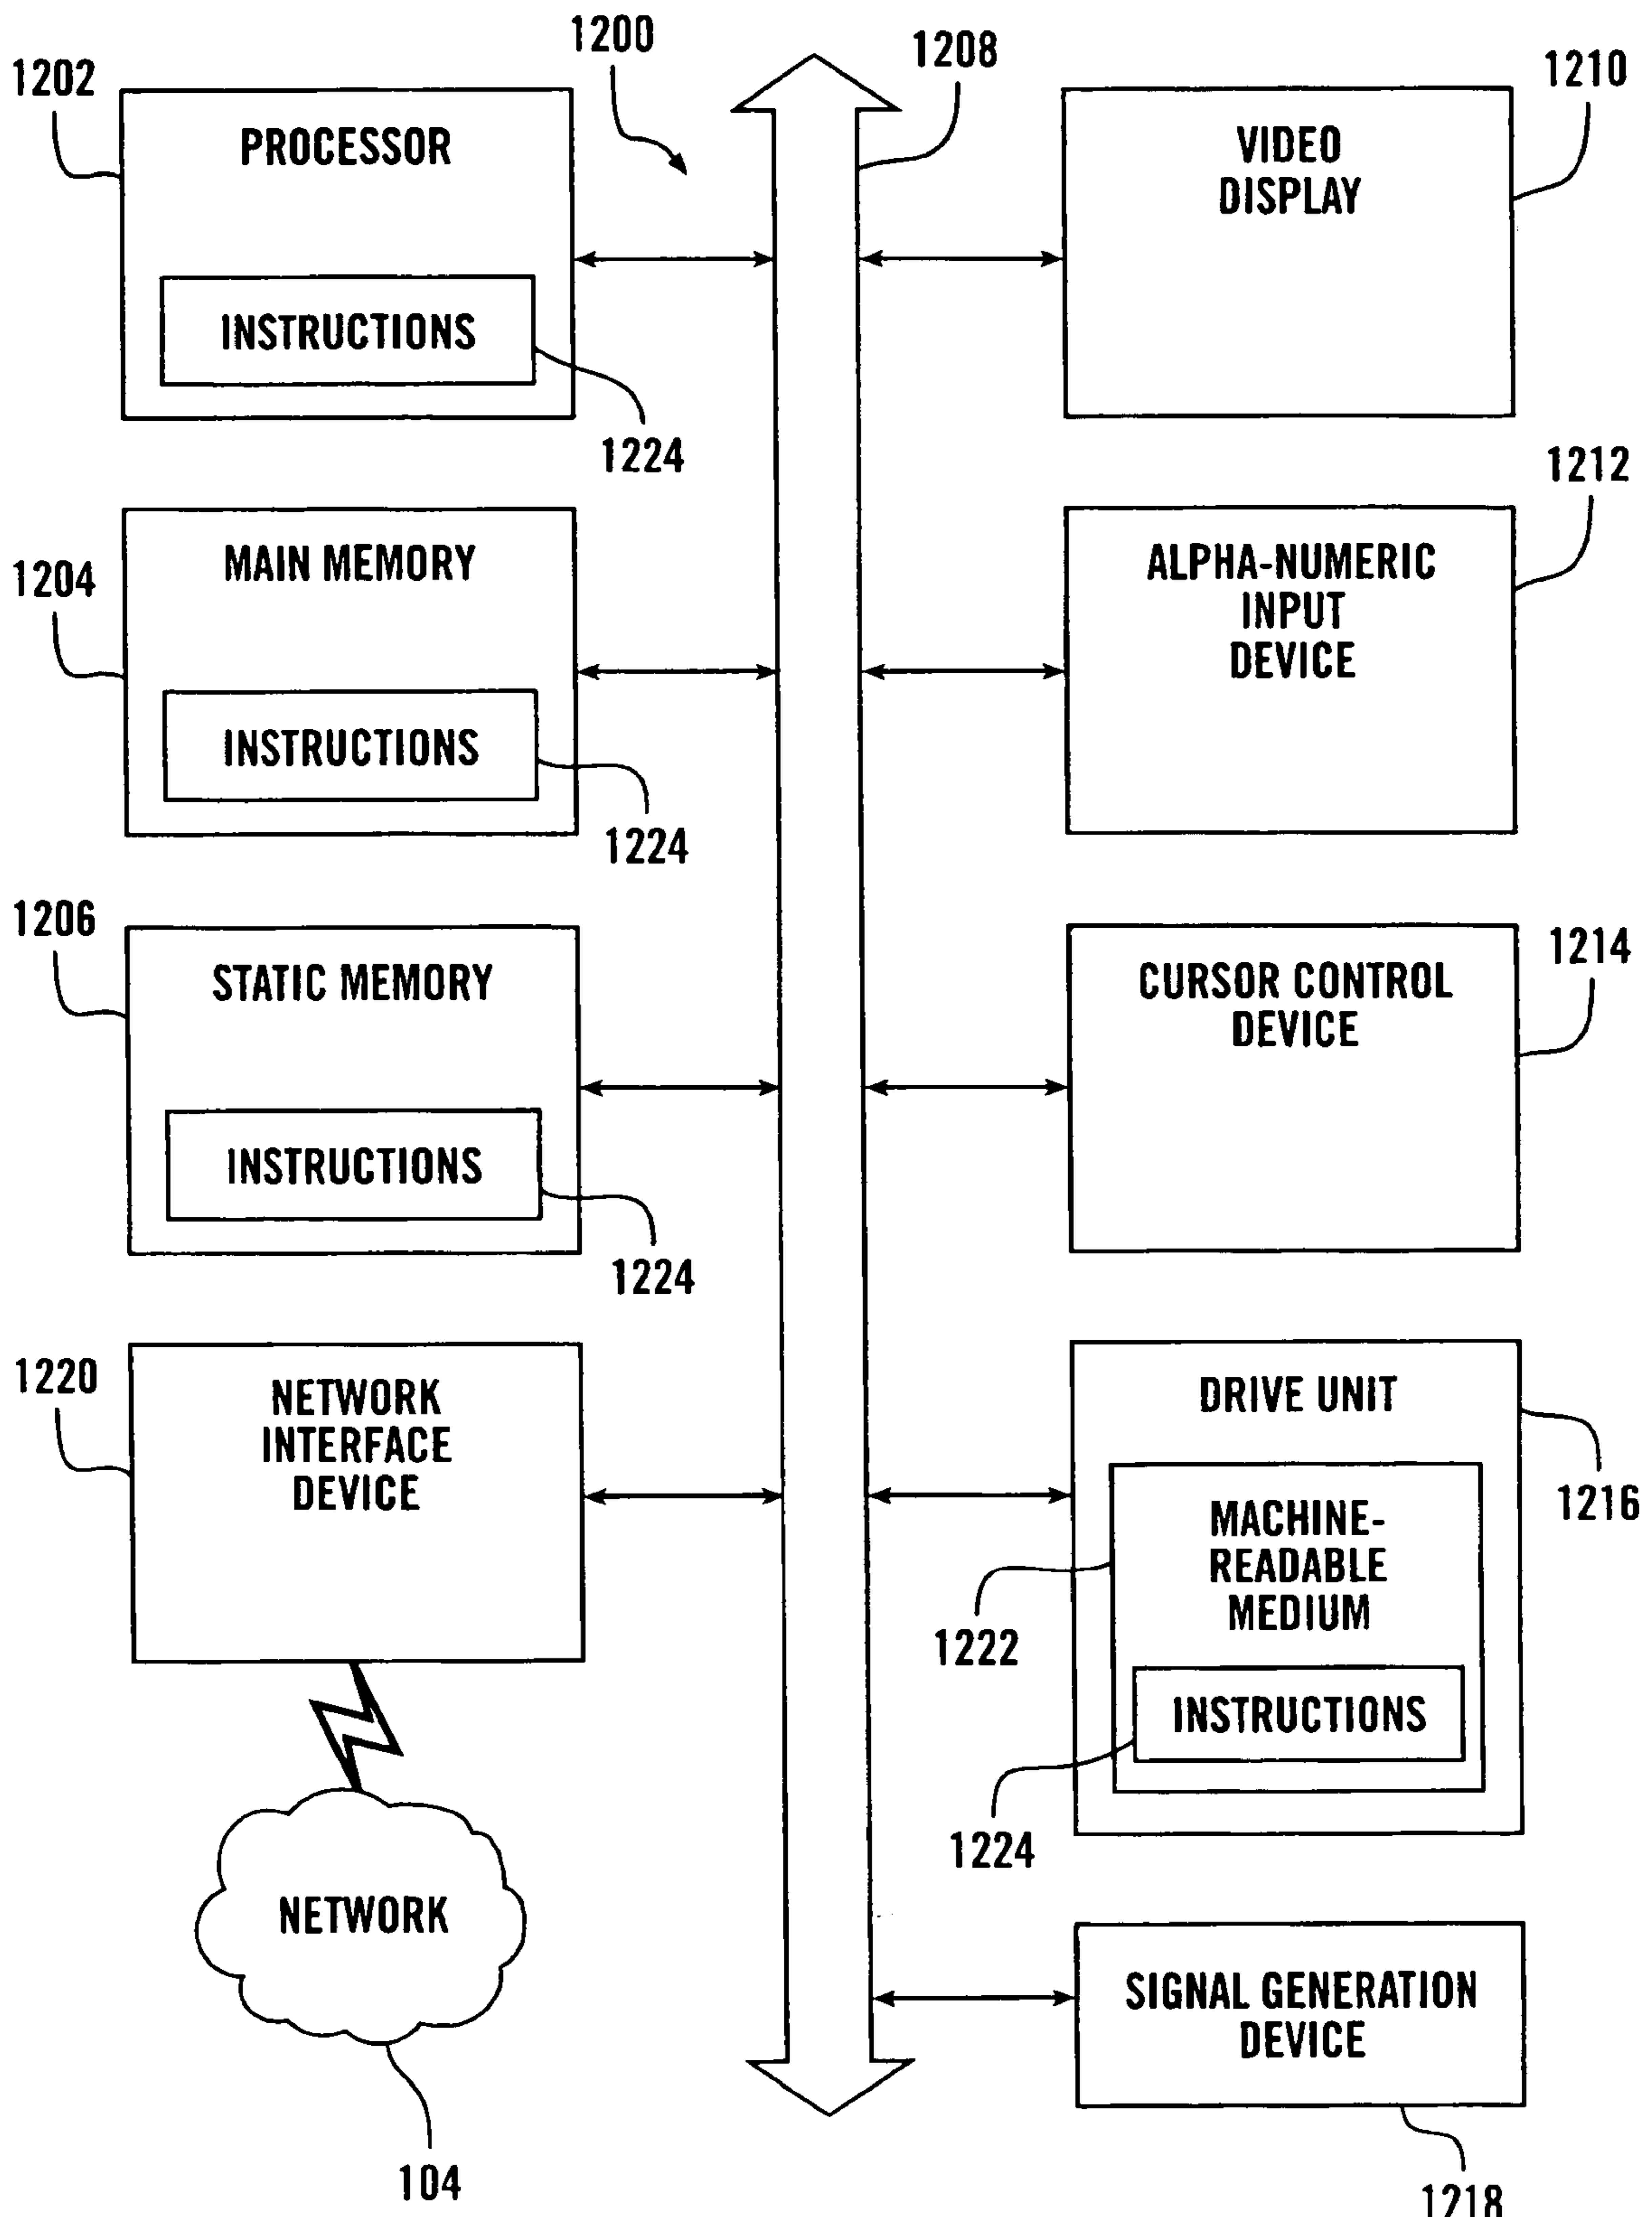 1200
1208
1202
1210
PROCESSOR
INSTRUCTIONS
1224
VIDEO
DISPLAY
1212
1204
MAIN MEMORY
INSTRUCTIONS
1224
ALPHA-NUMERIC
INPUT
DEVICE
1206
STATIC MEMORY
INSTRUCTIONS
1224
1214
CURSOR CONTROL
DEVICE
1220
NETWORK
INTERFACE
DEVICE
DRIVE UNIT
1216
MACHINE-
READABLE
MEDIUM
1222
INSTRUCTIONS
1224
NETWORK
104
SIGNAL GENERATION
DEVICE
1218